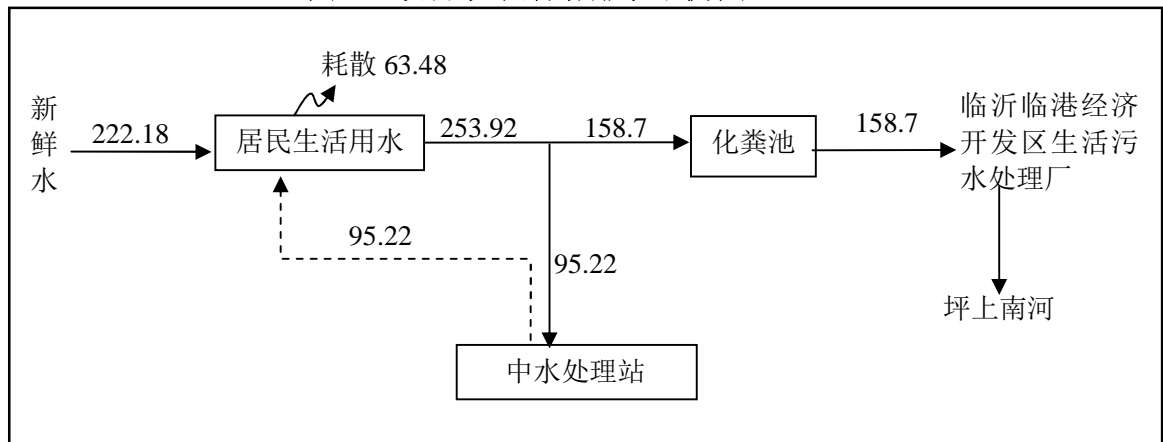 耗散 63.48
新
鲜
水
222.18
居民生活用水
253.92
158.7
化粪池
158.7
临沂临港经济
开发区生活污
水处理厂
95.22
95.22
坪上南河
中水处理站